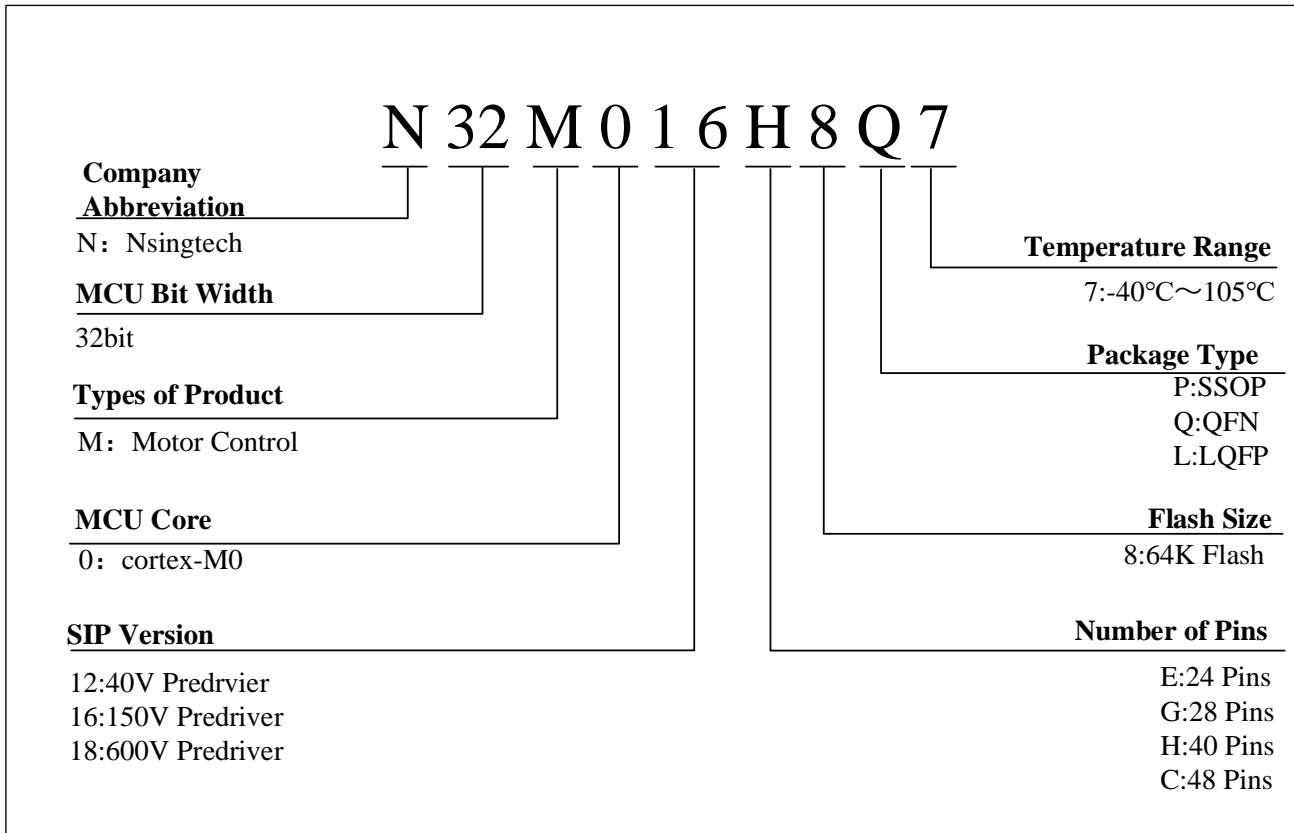 N 32 M 0 1 6 H 8 Q 7
Company
Abbreviation
N：Nsingtech
MCU Bit Width
32bit
Types of Product
M：Motor Control
MCU Core
0：cortex-M0
SIP Version
12:40V Predrvier
16:150V Predriver
18:600V Predriver
Temperature Range
7:-40℃～105℃
Package Type
P:SSOP
Q:QFN
L:LQFP
Flash Size
8:64K Flash
Number of Pins
E:24 Pins
G:28 Pins
H:40 Pins
C:48 Pins